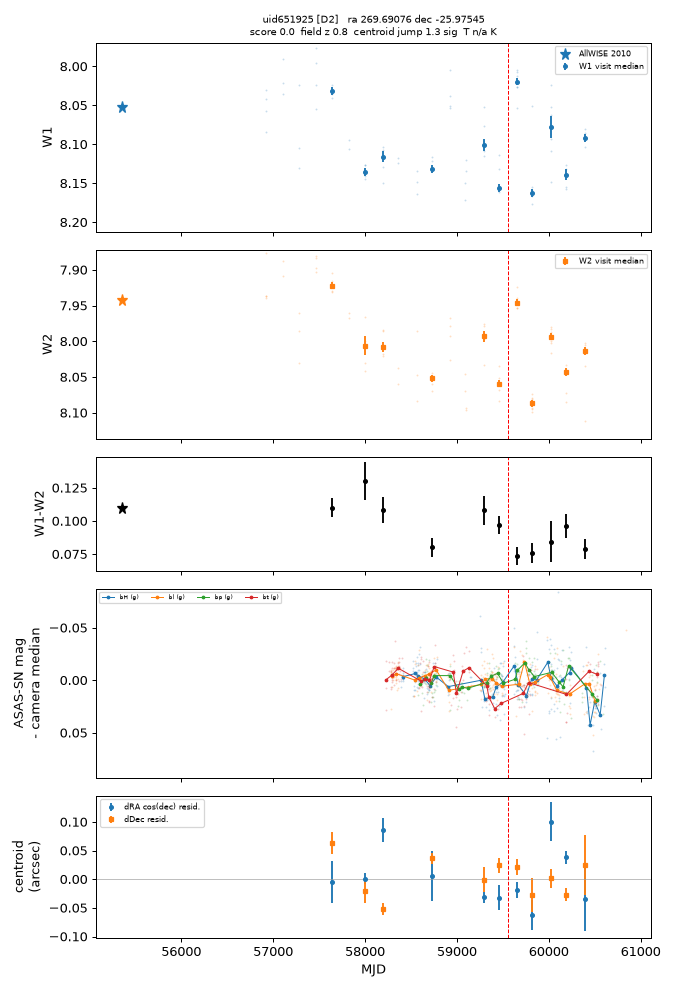 uid651925 [D2]   ra 269.69076 dec -25.97545
score 0.0  field z 0.8  centroid jump 1.3 sig  T n/a K
AllWISE 2010
W1 visit median
W1
8.00
8.05
8.10
8.15
8.20
W2 visit median
W2
7.90
7.95
8.00
8.05
8.10
W1-W2
0.125
0.100
0.075
bH (g)
bl (g)
bp (g)
bt (g)
ASAS-SN mag
- camera median
−0.05
0.00
0.05
dRA cos(dec) resid.
dDec resid.
centroid
(arcsec)
0.10
0.05
0.00
−0.05
−0.10
56000
57000
58000
59000
60000
61000
MJD